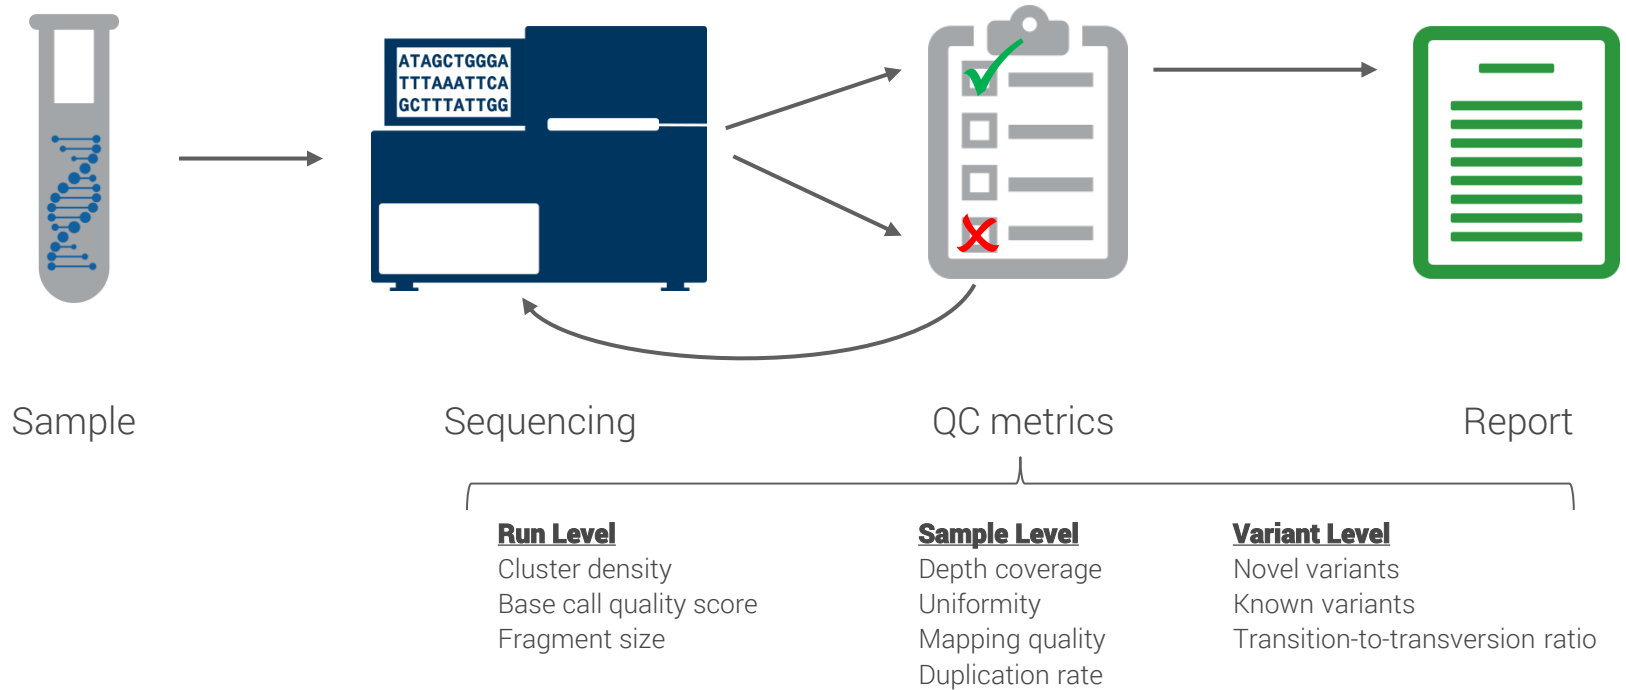 ATAGCTGGGA
TTTAAATTCA
GCTTTATTGG
Sample
Sequencing
QC metrics
Report
Run Level
Cluster density
Base call quality score
Fragment size
Sample Level
Depth coverage
Uniformity
Mapping quality
Duplication rate
Variant Level
Novel variants
Known variants
Transition-to-transversion ratio